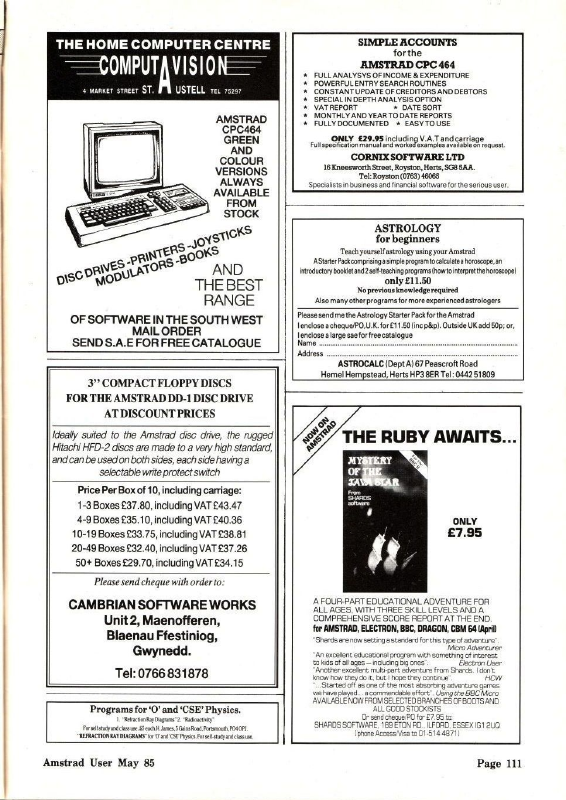 THE HOME COMPUTER CENTRE
COMPUTAVISION
4 MARKET STREET ST. AUSTELL TEL 75297
AMSTRAD
CPC464
GREEN
AND
COLOUR
VERSIONS
ALWAYS
AVAILABLE
FROM
STOCK
DISC DRIVES - PRINTERS - JOYSTICKS
MODULATORS - BOOKS
AND
THE BEST
RANGE
OF SOFTWARE IN THE SOUTH WEST
MAIL ORDER
SEND S.A.E FOR FREE CATALOGUE
3" COMPACT FLOPPY DISCS
FOR THE AMSTRAD DD-1 DISC DRIVE
AT DISCOUNT PRICES
Ideally suited to the Amstrad disc drive, the rugged
Hitachi HFD-2 discs are made to a very high standard,
and can be used on both sides, each side having a
selectable write protect switch
Price Per Box of 10, including carriage:
1-3 Boxes £37.80, including VAT £43.47
4-9 Boxes £35.10, including VAT £40.36
10-19 Boxes £33.75, including VAT £38.81
20-49 Boxes £32.40, including VAT £37.26
50+ Boxes £29.70, including VAT £34.15
Please send cheque with order to:
CAMBRIAN SOFTWARE WORKS
Unit 2, Maenofferen,
Blaenau Ffestiniog,
Gwynedd.
Tel: 0766 831878
Programs for 'O' and 'CSE' Physics.
1. "Refraction Ray Diagrams" 2. "Radioactivity"
For sell study and class use. £6 each H. James, 5 Gains Road, Portsmouth, PO4 0PJ.
"REFRACTION RAY DIAGRAMS" for 'O' and 'CSE' Physics. For self-study and class use.
SIMPLE ACCOUNTS
for the
AMSTRAD CPC 464
★ FULL ANALYSYS OF INCOME & EXPENDITURE
★ POWERFUL ENTRY SEARCH ROUTINES
★ CONSTANT UPDATE OF CREDITORS AND DEBTORS
★ SPECIAL IN DEPTH ANALYSIS OPTION
★ VAT REPORT ★ DATE SORT
★ MONTHLY AND YEAR TO DATE REPORTS
★ FULLY DOCUMENTED ★ EASY TO USE
ONLY £29.95 including V.A.T and carriage
Full specification manual and worked examples available on request.
CORNIX SOFTWARE LTD
16 Kneesworth Street, Royston, Herts, SG8 5AA.
Tel: Royston (0763) 46065
Specialists in business and financial software for the serious user.
ASTROLOGY
for beginners
Teach yourself astrology using your Amstrad
A Starter Pack comprising a simple program to calculate a horoscope, an
introductory booklet and 2 self-teaching programs (how to interpret the horoscope)
only £11.50
No previous knowledge required
Also many other programs for more experienced astrologers
Please send me the Astrology Starter Pack for the Amstrad
I enclose a cheque/PO, U.K. for £11.50 (inc p&p). Outside UK add 50p; or,
I enclose a large sae for free catalogue
Name
Address
ASTROCALC (Dept A) 67 Peascroft Road
Hemel Hempstead, Herts HP3 8ER Tel: 0442 51809
NOW ON
AMSTRAD
THE RUBY AWAITS...
MYSTERY
OF THE
JAVA STAR
From
SHARDS
software
ONLY
£7.95
A FOUR-PART EDUCATIONAL ADVENTURE FOR
ALL AGES, WITH THREE SKILL LEVELS AND A
COMPREHENSIVE SCORE REPORT AT THE END.
for AMSTRAD, ELECTRON, BBC, DRAGON, CBM 64 (April)
"Shards are now setting a standard for this type of adventure".
Micro Adventurer
"An excellent educational program with something of interest
to kids of all ages — including big ones". Electron User
"Another excellent multi-part adventure from Shards. I don't
know how they do it, but I hope they continue". HCW
"... Started off as one of the most absorbing adventure games
we have played... a commendable effort". Using the BBC Micro
AVAILABLE NOW FROM SELECTED BRANCHES OF BOOTS AND
ALL GOOD STOCKISTS
Or send cheque/PO for £7.95 to:
SHARDS SOFTWARE, 189 ETON RD., ILFORD, ESSEX IG1 2UQ
(phone Access/Visa to 01-514 4871)
Amstrad User May 85
Page 111